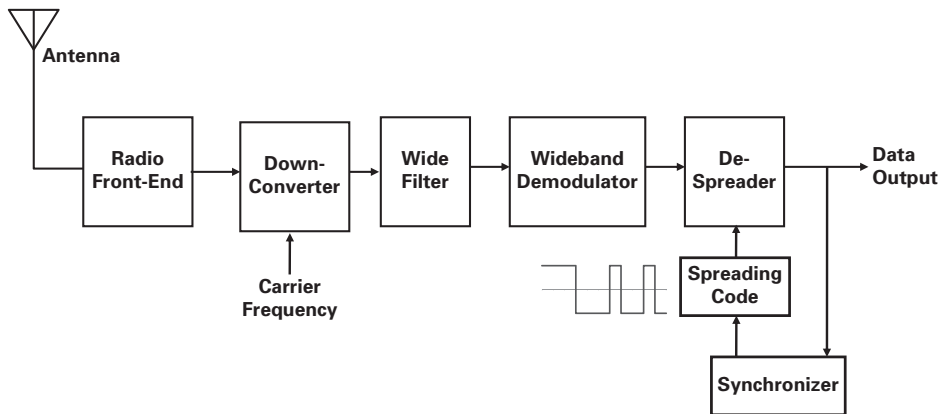 Antenna
Radio
Front-End
Down-
Converter
Wide
Filter
Wideband
Demodulator
De-
Spreader
Data
Output
Carrier
Frequency
Spreading
Code
Synchronizer